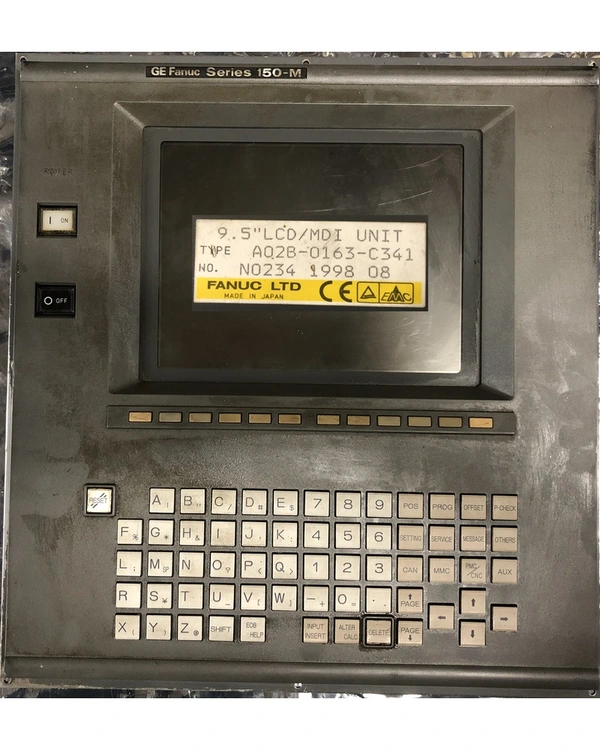 GE Fanuc Series 150-M
POWER
I ON
O OFF
9.5"LCD/MDI UNIT
TYPE A02B-0163-C341
NO. N0234 1998 08
FANUC LTD
MADE IN JAPAN
CE EMC
RESET A ( B " C / D # E $ 7 8 9 POS PROG OFFSET P-CHECK
F * G + H & I , J . K : 4 5 6 SETTING SERVICE MESSAGE OTHERS
L ; M @ N O ? P < Q > 1 2 3 CAN MMC PMC/CNC AUX
R S ¥ T U _ V [ W ] - + 0 = . ↑ PAGE ↑
← →
X ( Y ) Z SHIFT EOB HELP INPUT INSERT ALTER CALC DELETE PAGE ↓ ↓